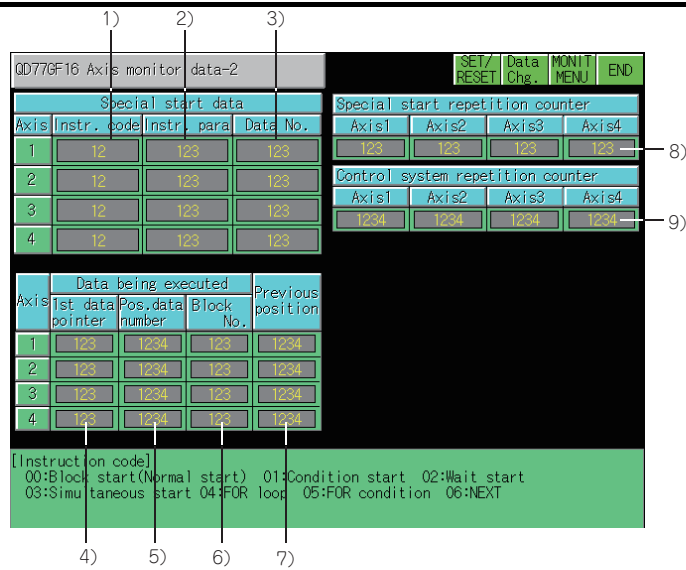 1) 2) 3)
QD77GF16 Axis monitor data-2 SET/ RESET Data Chg. MONIT MENU END
Special start data
Axis Instr. code Instr. para Data No.
1 12 123 123
2 12 123 123
3 12 123 123
4 12 123 123
Special start repetition counter
Axis1 Axis2 Axis3 Axis4
123 123 123 123 8)
Control system repetition counter
Axis1 Axis2 Axis3 Axis4
1234 1234 1234 1234 9)
Axis Data being executed Previous position
1st data pointer Pos.data number Block No.
1 123 1234 123 1234
2 123 1234 123 1234
3 123 1234 123 1234
4 123 1234 123 1234
[Instruction code]
00:Block start(Normal start) 01:Condition start 02:Wait start
03:Simultaneous start 04:FOR loop 05:FOR condition 06:NEXT
4) 5) 6) 7)